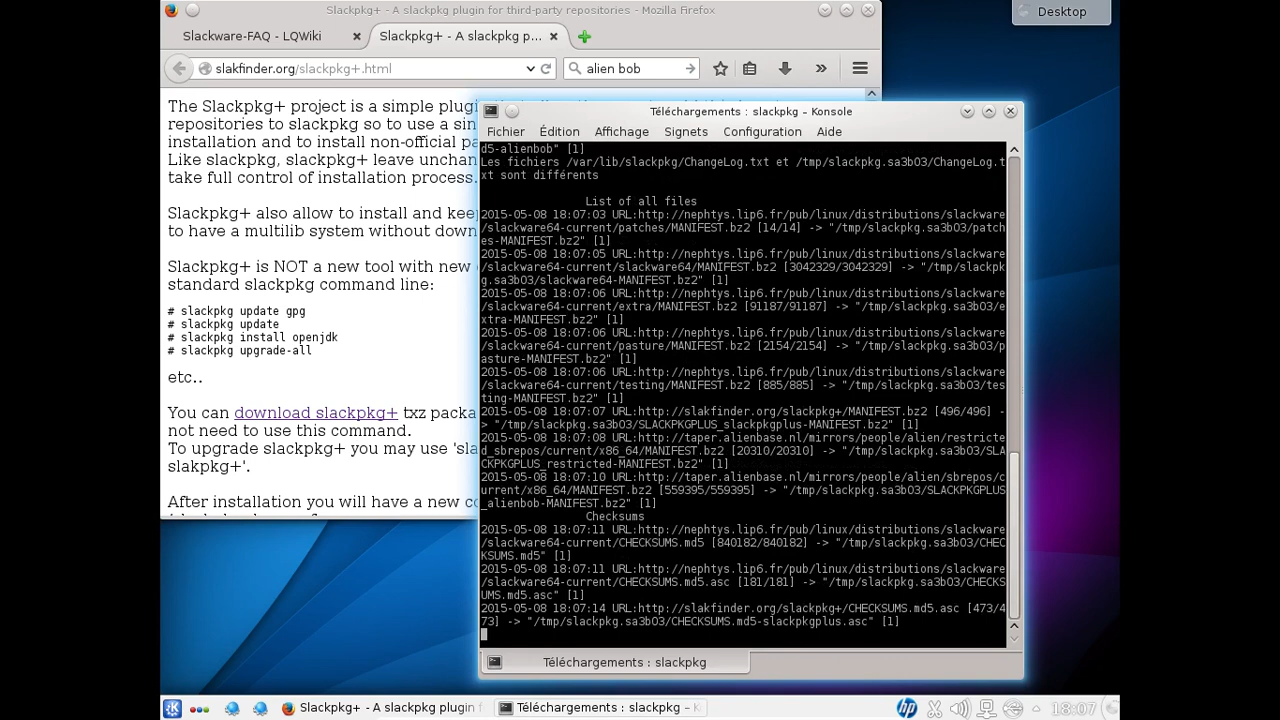 Slackpkg+ - A slackpkg plugin for third-party repositories - Mozilla Firefox
Desktop
Slackware-FAQ - LQWiki
Slackpkg+ - A slackpkg p...
slakfinder.org/slackpkg+.html
alien bob
The Slackpkg+ project is a simple plugin
repositories to slackpkg so to use a sin
installation and to install non-official pa
Like slackpkg, slackpkg+ leave unchan
take full control of installation process.
Slackpkg+ also allow to install and kee
to have a multilib system without down
Slackpkg+ is NOT a new tool with new
standard slackpkg command line:
# slackpkg update gpg
# slackpkg update
# slackpkg install openjdk
# slackpkg upgrade-all
etc..
You can download slackpkg+ txz packa
not need to use this command.
To upgrade slackpkg+ you may use 'sla
slakpkg+'.
After installation you will have a new co
Téléchargements : slackpkg – Konsole
Fichier Édition Affichage Signets Configuration Aide
d5-alienbob" [1]
Les fichiers /var/lib/slackpkg/ChangeLog.txt et /tmp/slackpkg.sa3bO3/ChangeLog.t
xt sont différents
List of all files
2015-05-08 18:07:03 URL:http://nephtys.lip6.fr/pub/linux/distributions/slackware
/slackware64-current/patches/MANIFEST.bz2 [14/14] -> "/tmp/slackpkg.sa3bO3/patch
es-MANIFEST.bz2" [1]
2015-05-08 18:07:05 URL:http://nephtys.lip6.fr/pub/linux/distributions/slackware
/slackware64-current/slackware64/MANIFEST.bz2 [3042329/3042329] -> "/tmp/slackpk
g.sa3bO3/slackware64-MANIFEST.bz2" [1]
2015-05-08 18:07:06 URL:http://nephtys.lip6.fr/pub/linux/distributions/slackware
/slackware64-current/extra/MANIFEST.bz2 [91187/91187] -> "/tmp/slackpkg.sa3bO3/e
xtra-MANIFEST.bz2" [1]
2015-05-08 18:07:06 URL:http://nephtys.lip6.fr/pub/linux/distributions/slackware
/slackware64-current/pasture/MANIFEST.bz2 [2154/2154] -> "/tmp/slackpkg.sa3bO3/p
asture-MANIFEST.bz2" [1]
2015-05-08 18:07:06 URL:http://nephtys.lip6.fr/pub/linux/distributions/slackware
/slackware64-current/testing/MANIFEST.bz2 [885/885] -> "/tmp/slackpkg.sa3bO3/tes
ting-MANIFEST.bz2" [1]
2015-05-08 18:07:07 URL:http://slakfinder.org/slackpkg+/MANIFEST.bz2 [496/496] -
> "/tmp/slackpkg.sa3bO3/SLACKPKGPLUS_slackpkgplus-MANIFEST.bz2" [1]
2015-05-08 18:07:08 URL:http://taper.alienbase.nl/mirrors/people/alien/restricte
d_sbrepos/current/x86_64/MANIFEST.bz2 [20310/20310] -> "/tmp/slackpkg.sa3bO3/SLA
CKPKGPLUS_restricted-MANIFEST.bz2" [1]
2015-05-08 18:07:10 URL:http://taper.alienbase.nl/mirrors/people/alien/sbrepos/c
urrent/x86_64/MANIFEST.bz2 [559395/559395] -> "/tmp/slackpkg.sa3bO3/SLACKPKGPLUS
_alienbob-MANIFEST.bz2" [1]
Checksums
2015-05-08 18:07:11 URL:http://nephtys.lip6.fr/pub/linux/distributions/slackware
/slackware64-current/CHECKSUMS.md5 [840182/840182] -> "/tmp/slackpkg.sa3bO3/CHEC
KSUMS.md5" [1]
2015-05-08 18:07:11 URL:http://nephtys.lip6.fr/pub/linux/distributions/slackware
/slackware64-current/CHECKSUMS.md5.asc [181/181] -> "/tmp/slackpkg.sa3bO3/CHECKS
UMS.md5.asc" [1]
2015-05-08 18:07:14 URL:http://slakfinder.org/slackpkg+/CHECKSUMS.md5.asc [473/4
73] -> "/tmp/slackpkg.sa3bO3/CHECKSUMS.md5-slackpkgplus.asc" [1]
Téléchargements : slackpkg
Slackpkg+ - A slackpkg plugin f
Téléchargements : slackpkg – K
hp
18:07